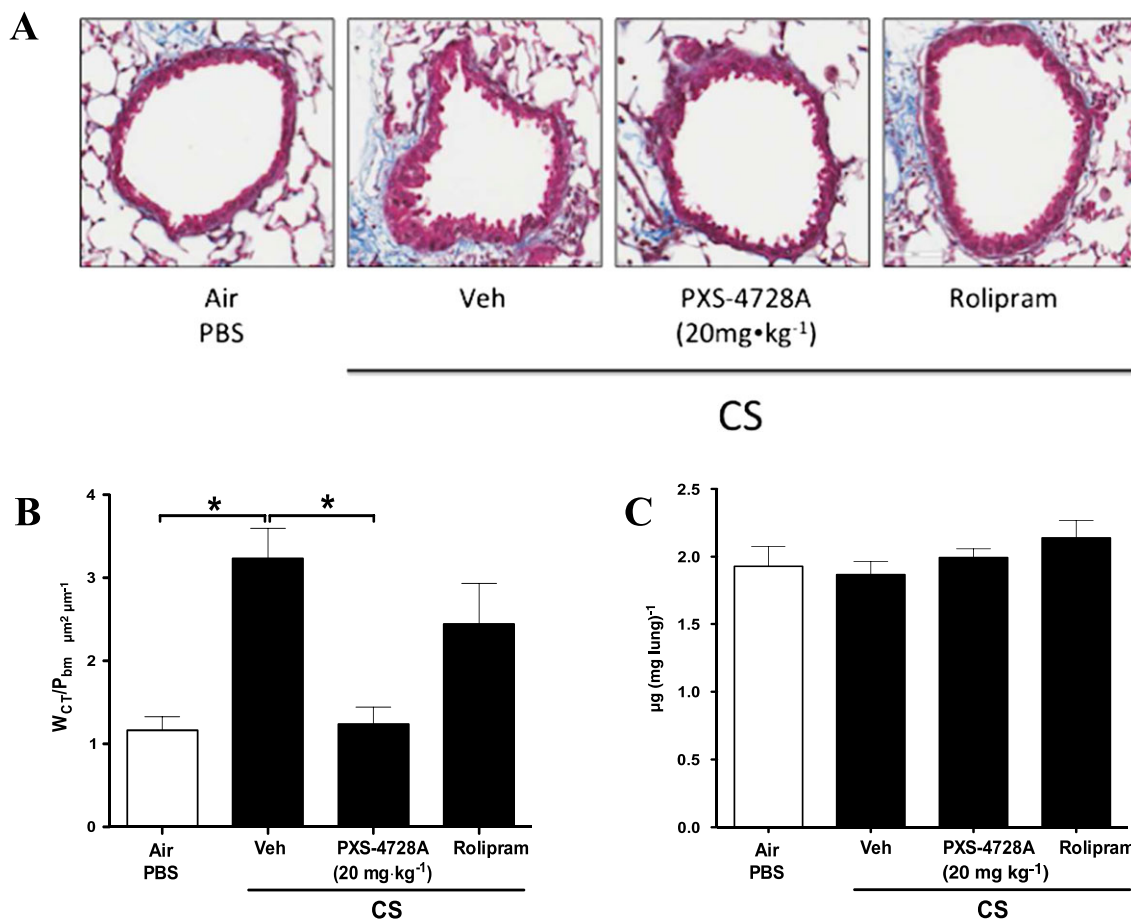 A
Air
PBS
Veh
PXS-4728A
(20mg•kg⁻¹)
Rolipram
CS
B
W_CT/P_bm µm² µm⁻¹
4
3
2
1
0
*
*
Air
PBS
Veh
PXS-4728A
(20 mg·kg⁻¹)
Rolipram
CS
C
µg (mg lung)⁻¹
2.5
2.0
1.5
1.0
0.5
0.0
Air
PBS
Veh
PXS-4728A
(20 mg kg⁻¹)
Rolipram
CS